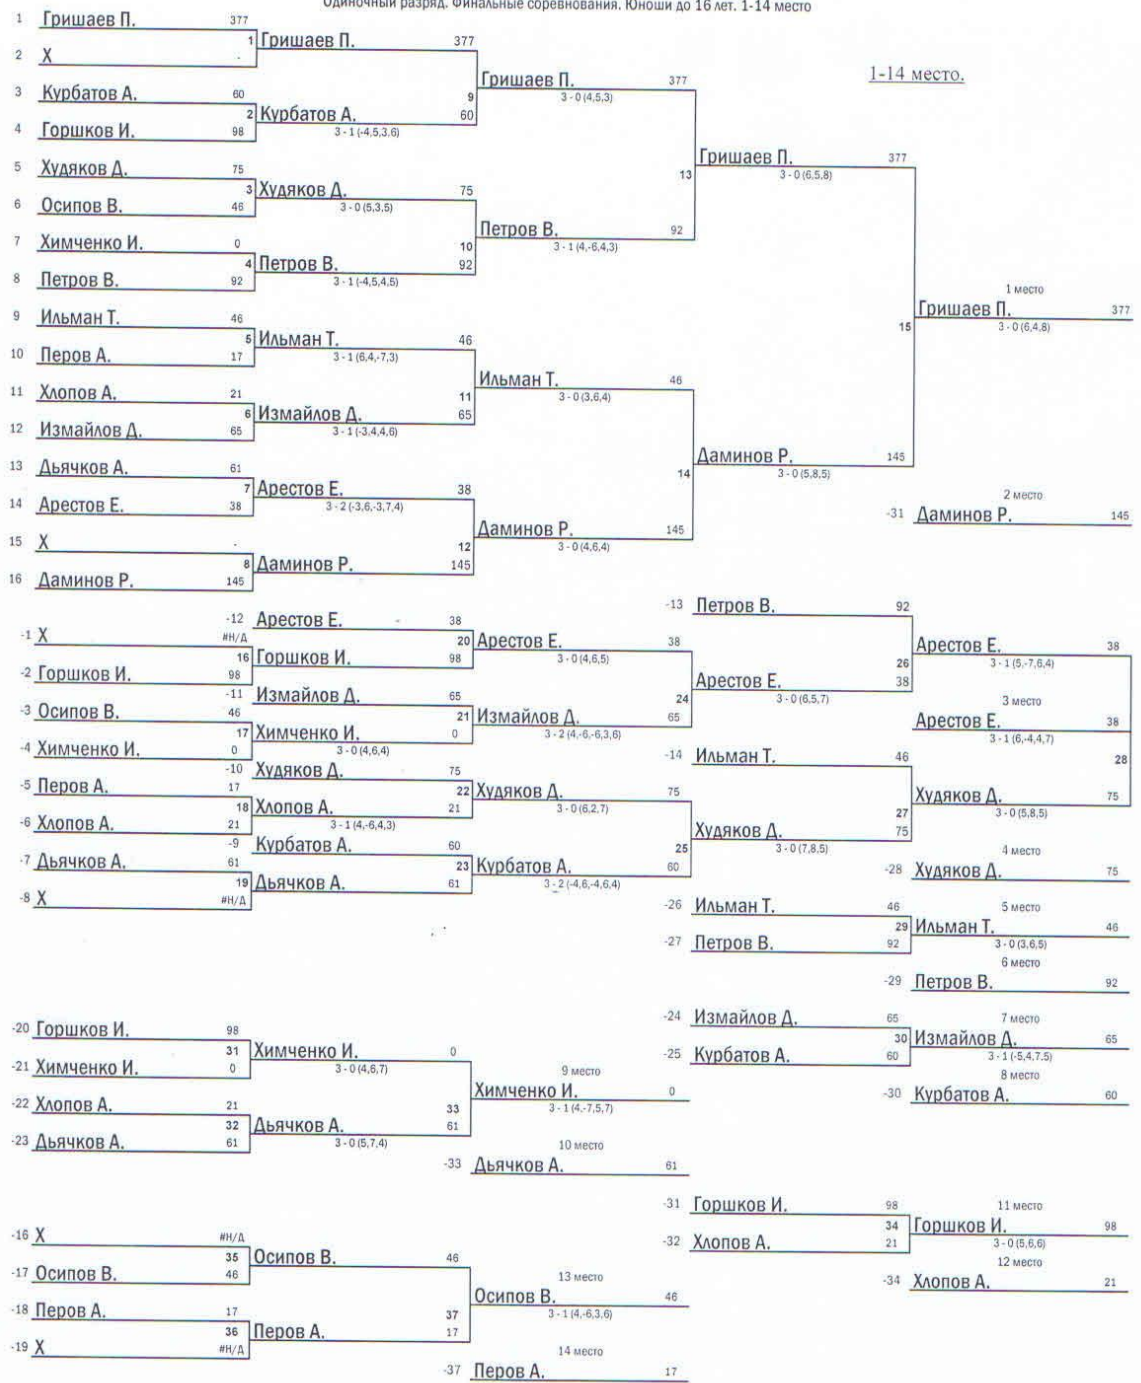 Одиночный разряд. Финальные соревнования. Юноши до 16 лет. 1-14 место
1-14 место.
1 Гришаев П. 377
1 Гришаев П. 377
2 X
Гришаев П. 377
9 3 - 0 (4,5,3)
3 Курбатов А. 60
2 Курбатов А. 60
3 - 1 (-4,5,3,6)
4 Горшков И. 98
Гришаев П. 377
13 3 - 0 (6,5,8)
5 Худяков Д. 75
3 Худяков Д. 75
3 - 0 (5,3,5)
6 Осипов В. 46
Петров В. 92
10 3 - 1 (4,-6,4,3)
7 Химченко И. 0
4 Петров В. 92
3 - 1 (-4,5,4,5)
8 Петров В. 92
1 место
Гришаев П. 377
15 3 - 0 (6,4,8)
9 Ильман Т. 46
5 Ильман Т. 46
3 - 1 (6,4,-7,3)
10 Перов А. 17
Ильман Т. 46
11 3 - 0 (3,6,4)
11 Хлопов А. 21
6 Измайлов Д. 65
3 - 1 (-3,4,4,6)
12 Измайлов Д. 65
Даминов Р. 145
14 3 - 0 (5,8,5)
13 Дьячков А. 61
7 Арестов Е. 38
3 - 2 (-3,6,-3,7,4)
14 Арестов Е. 38
2 место
-31 Даминов Р. 145
Даминов Р. 145
12 3 - 0 (4,6,4)
15 X
8 Даминов Р. 145
16 Даминов Р. 145
-12 Арестов Е. 38
-1 X #Н/Д
20 Арестов Е. 38
3 - 0 (4,6,5)
16 Горшков И. 98
-2 Горшков И. 98
-13 Петров В. 92
Арестов Е. 38
26 3 - 1 (5,-7,6,4)
Арестов Е. 38
24 3 - 0 (6,5,7)
-11 Измайлов Д. 65
-3 Осипов В. 46
21 Измайлов Д. 65
3 - 2 (4,-6,-6,3,6)
17 Химченко И. 0
3 - 0 (4,6,4)
-4 Химченко И. 0
3 место
Арестов Е. 38
3 - 1 (6,-4,4,7)
28
-14 Ильман Т. 46
-10 Худяков Д. 75
-5 Перов А. 17
22 Худяков Д. 75
3 - 0 (6,2,7)
18 Хлопов А. 21
3 - 1 (4,-6,4,3)
-6 Хлопов А. 21
Худяков Д. 75
27 3 - 0 (5,8,5)
Худяков Д. 75
25 3 - 0 (7,8,5)
-9 Курбатов А. 60
-7 Дьячков А. 61
23 Курбатов А. 60
3 - 2 (-4,6,-4,6,4)
19 Дьячков А. 61
-8 X #Н/Д
4 место
-28 Худяков Д. 75
-26 Ильман Т. 46
5 место
29 Ильман Т. 46
3 - 0 (3,6,5)
-27 Петров В. 92
6 место
-29 Петров В. 92
-24 Измайлов Д. 65
7 место
30 Измайлов Д. 65
3 - 1 (-5,4,7,5)
-25 Курбатов А. 60
8 место
-30 Курбатов А. 60
-20 Горшков И. 98
31 Химченко И. 0
3 - 0 (4,6,7)
-21 Химченко И. 0
9 место
Химченко И. 0
33 3 - 1 (4,-7,5,7)
-22 Хлопов А. 21
32 Дьячков А. 61
3 - 0 (5,7,4)
-23 Дьячков А. 61
10 место
-33 Дьячков А. 61
-31 Горшков И. 98
11 место
34 Горшков И. 98
3 - 0 (5,6,6)
-32 Хлопов А. 21
12 место
-34 Хлопов А. 21
-16 X #Н/Д
35 Осипов В. 46
-17 Осипов В. 46
13 место
Осипов В. 46
37 3 - 1 (4,-6,3,6)
-18 Перов А. 17
36 Перов А. 17
-19 X #Н/Д
14 место
-37 Перов А. 17